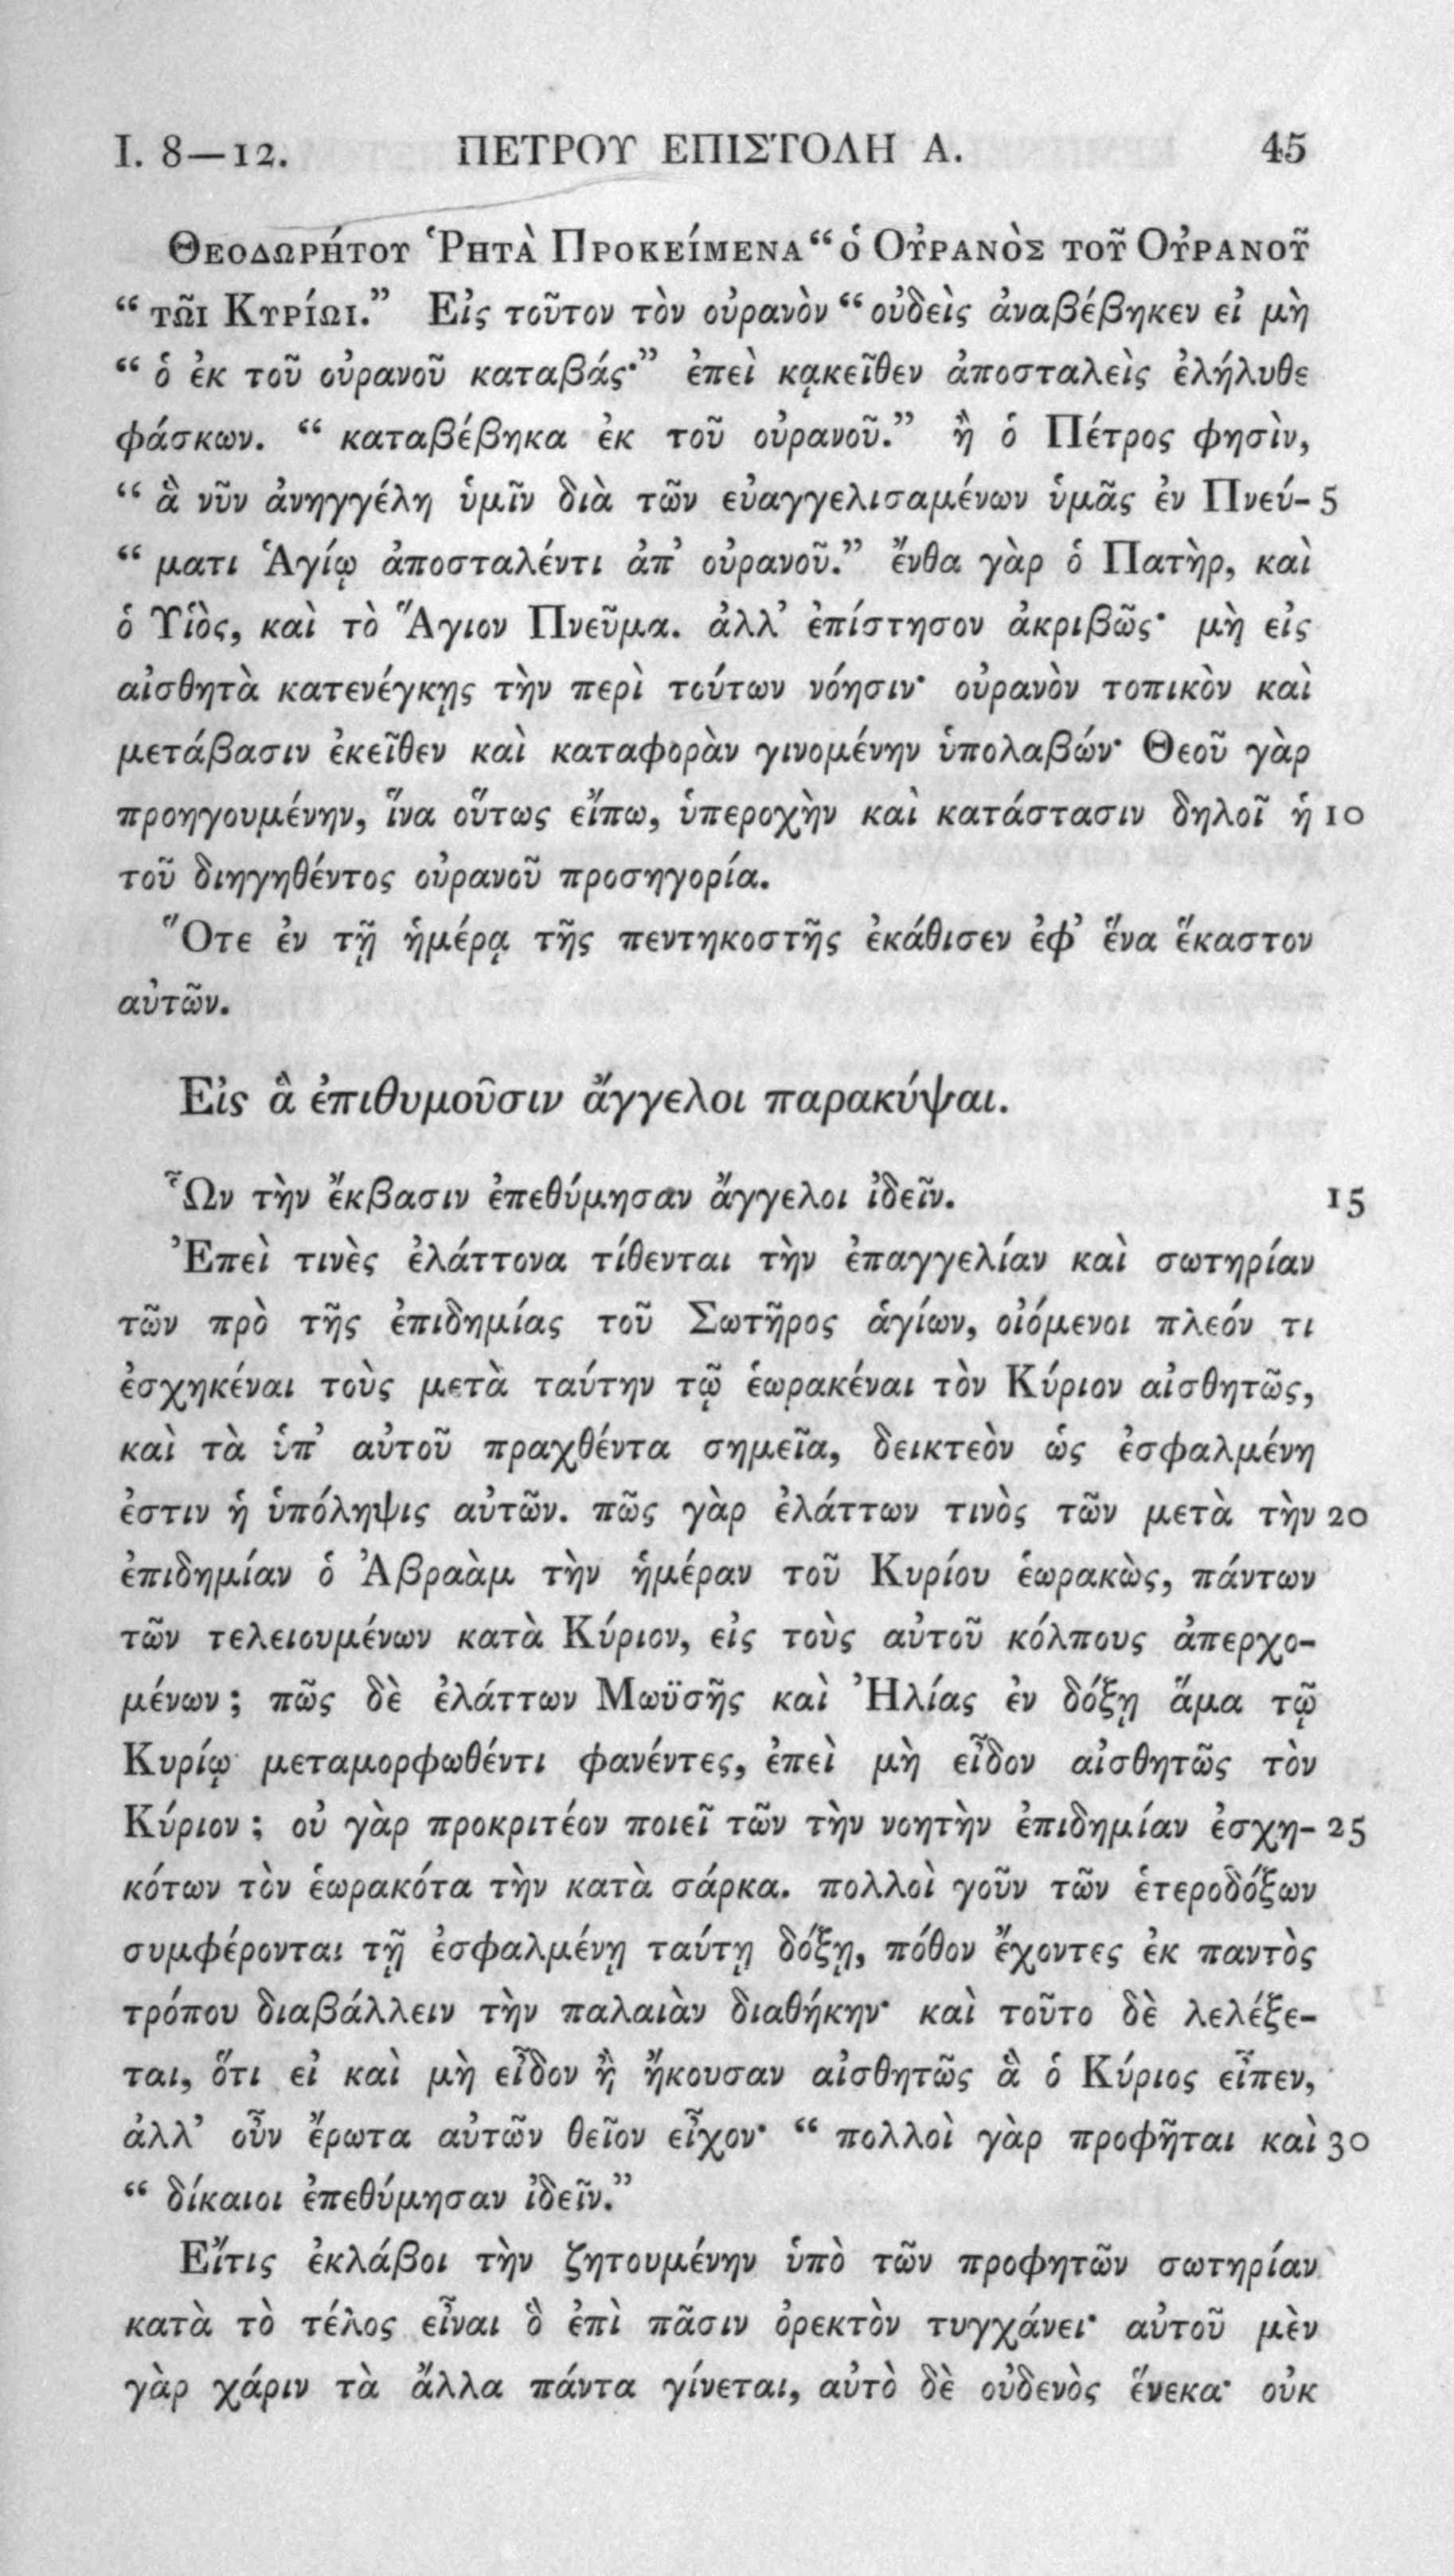 I. 8—12. ΠΕΤΡΟΥ ΕΠΙΣΤΟΛΗ Α. 45
Θεοδωρήτου Ῥητὰ Προκείμενα “ ὁ Οὐρανὸς τοῦ Οὐρανοῦ
“ τῶι Κυρίωι.” Εἰς τοῦτον τὸν οὐρανὸν “ οὐδεὶς ἀναβέβηκεν εἰ μὴ
“ ὁ ἐκ τοῦ οὐρανοῦ καταβάς·” ἐπεὶ κᾳκεῖθεν ἀποσταλεὶς ἐλήλυθε
φάσκων. “ καταβέβηκα ἐκ τοῦ οὐρανοῦ.” ἢ ὁ Πέτρος φησὶν,
“ ἃ νῦν ἀνηγγέλη ὑμῖν διὰ τῶν εὐαγγελισαμένων ὑμᾶς ἐν Πνεύ- 5
“ ματι Ἁγίῳ ἀποσταλέντι ἀπ’ οὐρανοῦ.” ἔνθα γὰρ ὁ Πατὴρ, καὶ
ὁ Υἱὸς, καὶ τὸ Ἅγιον Πνεῦμα. ἀλλ’ ἐπίστησον ἀκριβῶς· μὴ εἰς
αἰσθητὰ κατενέγκῃς τὴν περὶ τούτων νόησιν· οὐρανὸν τοπικὸν καὶ
μετάβασιν ἐκεῖθεν καὶ καταφορὰν γινομένην ὑπολαβών· Θεοῦ γὰρ
προηγουμένην, ἵνα οὕτως εἴπω, ὑπεροχὴν καὶ κατάστασιν δηλοῖ ἡ 10
τοῦ διηγηθέντος οὐρανοῦ προσηγορία.
Ὅτε ἐν τῇ ἡμέρᾳ τῆς πεντηκοστῆς ἐκάθισεν ἐφ’ ἕνα ἕκαστον
αὐτῶν.
Εἰς ἃ ἐπιθυμοῦσιν ἄγγελοι παρακύψαι.
Ὧν τὴν ἔκβασιν ἐπεθύμησαν ἄγγελοι ἰδεῖν. 15
Ἐπεὶ τινὲς ἐλάττονα τίθενται τὴν ἐπαγγελίαν καὶ σωτηρίαν
τῶν πρὸ τῆς ἐπιδημίας τοῦ Σωτῆρος ἁγίων, οἰόμενοι πλεόν τι
ἐσχηκέναι τοὺς μετὰ ταύτην τῷ ἑωρακέναι τὸν Κύριον αἰσθητῶς,
καὶ τὰ ὑπ’ αὐτοῦ πραχθέντα σημεῖα, δεικτεὸν ὡς ἐσφαλμένη
ἐστιν ἡ ὑπόληψις αὐτῶν. πῶς γὰρ ἐλάττων τινὸς τῶν μετὰ τὴν 20
ἐπιδημίαν ὁ Ἀβραὰμ τὴν ἡμέραν τοῦ Κυρίου ἑωρακὼς, πάντων
τῶν τελειουμένων κατὰ Κύριον, εἰς τοὺς αὐτοῦ κόλπους ἀπερχο-
μένων ; πῶς δὲ ἐλάττων Μωϋσῆς καὶ Ἠλίας ἐν δόξῃ ἅμα τῷ
Κυρίῳ μεταμορφωθέντι φανέντες, ἐπεὶ μὴ εἶδον αἰσθητῶς τὸν
Κύριον ; οὐ γὰρ προκριτέον ποιεῖ τῶν τὴν νοητὴν ἐπιδημίαν ἐσχη- 25
κότων τὸν ἑωρακότα τὴν κατὰ σάρκα. πολλοὶ γοῦν τῶν ἑτεροδόξων
συμφέρονται τῇ ἐσφαλμένῃ ταύτῃ δόξῃ, πόθον ἔχοντες ἐκ παντὸς
τρόπου διαβάλλειν τὴν παλαιὰν διαθήκην· καὶ τοῦτο δὲ λελέξε-
ται, ὅτι εἰ καὶ μὴ εἶδον ἢ ἤκουσαν αἰσθητῶς ἃ ὁ Κύριος εἶπεν,
ἀλλ’ οὖν ἔρωτα αὐτῶν θεῖον εἶχον· “ πολλοὶ γὰρ προφῆται καὶ 30
“ δίκαιοι ἐπεθύμησαν ἰδεῖν.”
Εἴτις ἐκλάβοι τὴν ζητουμένην ὑπὸ τῶν προφητῶν σωτηρίαν
κατὰ τὸ τέλος εἶναι ὃ ἐπὶ πᾶσιν ὀρεκτὸν τυγχάνει· αὐτοῦ μὲν
γὰρ χάριν τὰ ἄλλα πάντα γίνεται, αὐτὸ δὲ οὐδενὸς ἕνεκα· οὐκ